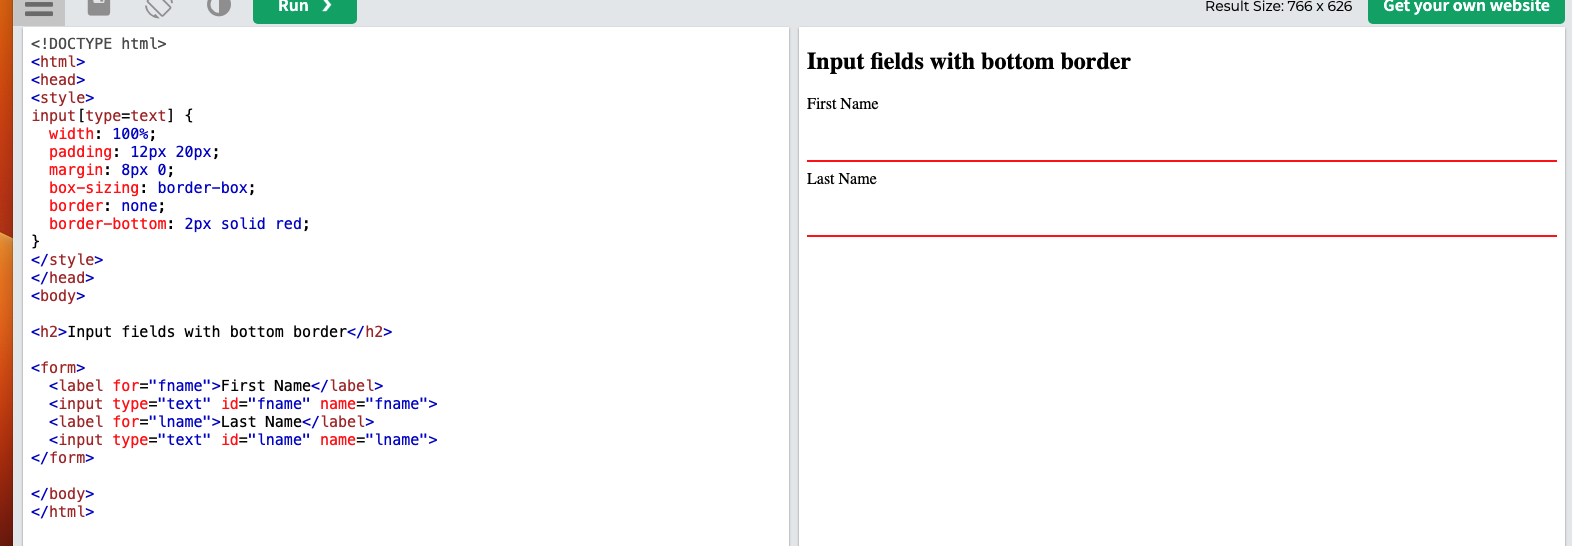 Run ❯
Result Size: 766 x 626
Get your own website
<!DOCTYPE html>
<html>
<head>
<style>
input[type=text] {
  width: 100%;
  padding: 12px 20px;
  margin: 8px 0;
  box-sizing: border-box;
  border: none;
  border-bottom: 2px solid red;
}
</style>
</head>
<body>

<h2>Input fields with bottom border</h2>

<form>
  <label for="fname">First Name</label>
  <input type="text" id="fname" name="fname">
  <label for="lname">Last Name</label>
  <input type="text" id="lname" name="lname">
</form>

</body>
</html>
Input fields with bottom border
First Name
Last Name